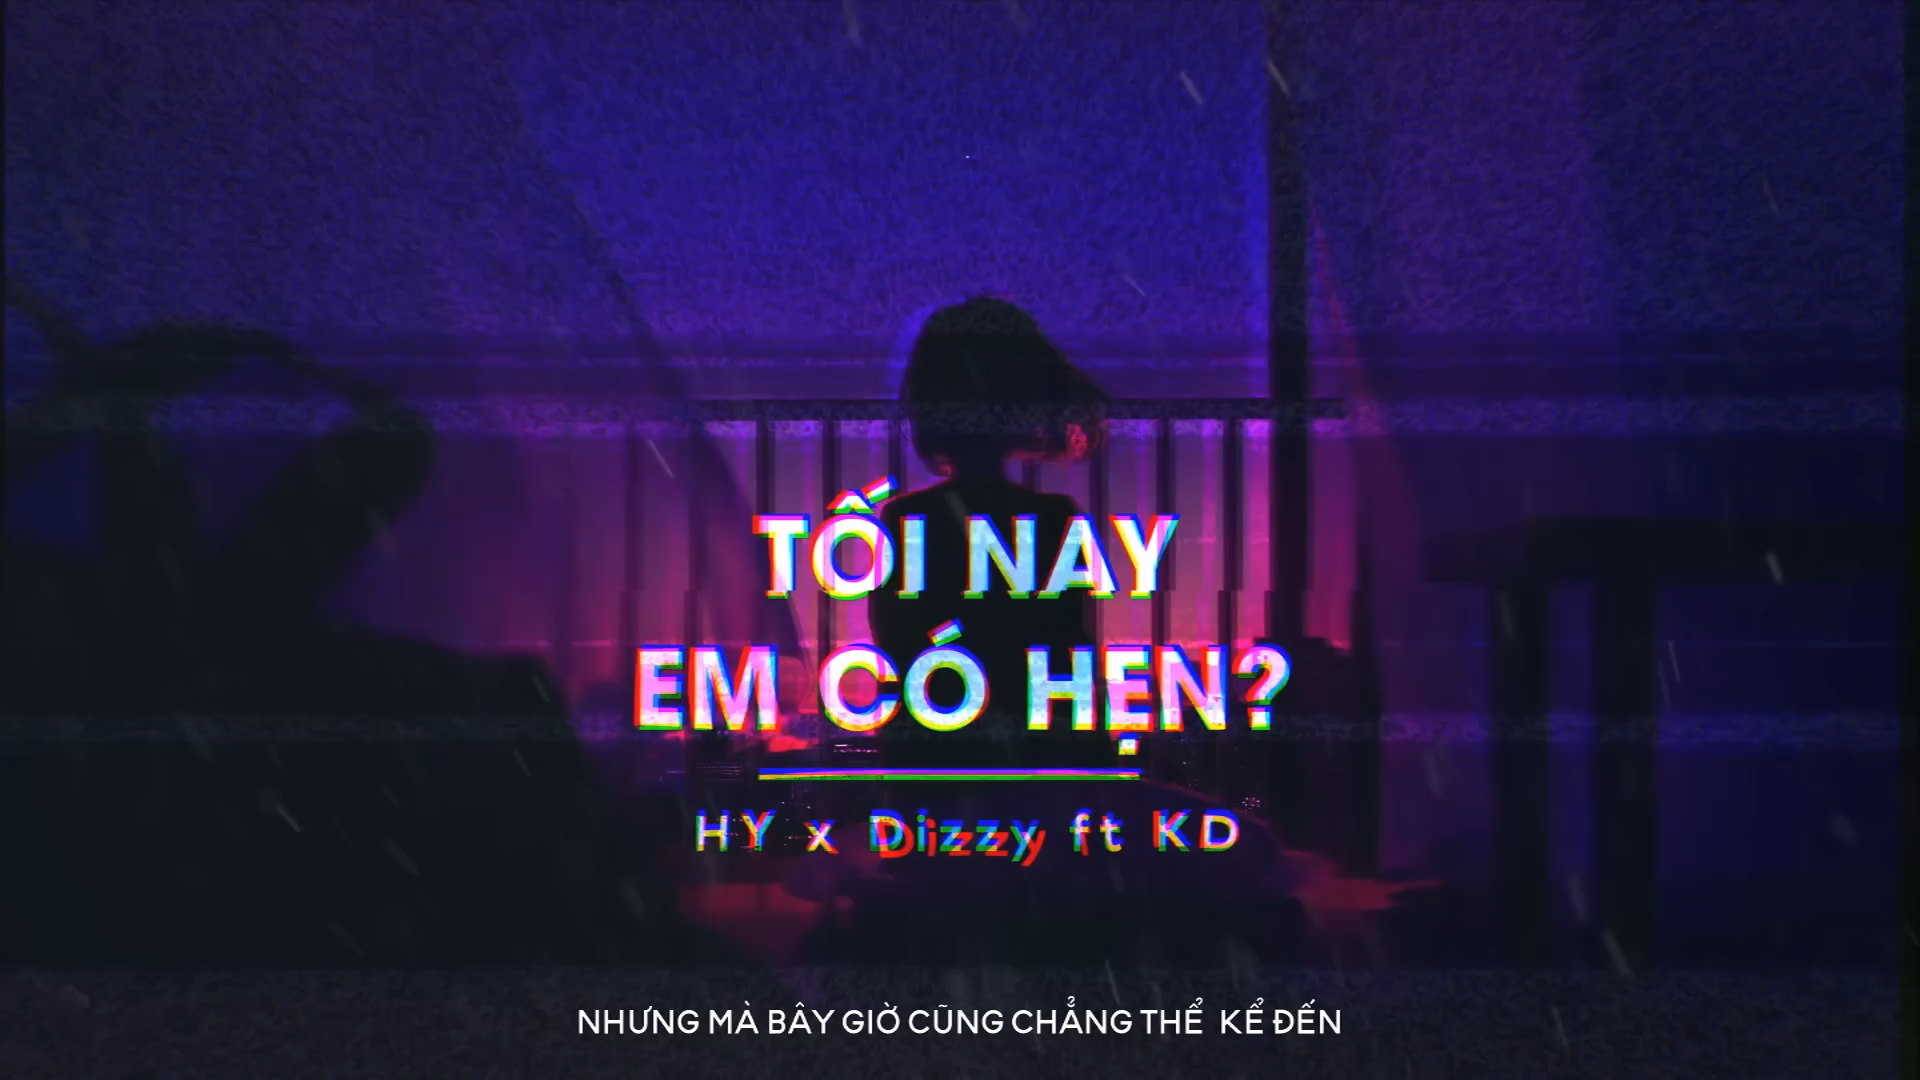 TỐI NAY
EM CÓ HẸN?
HY x Dizzy ft KD
NHƯNG MÀ BÂY GIỜ CŨNG CHẲNG THỂ KỂ ĐẾN